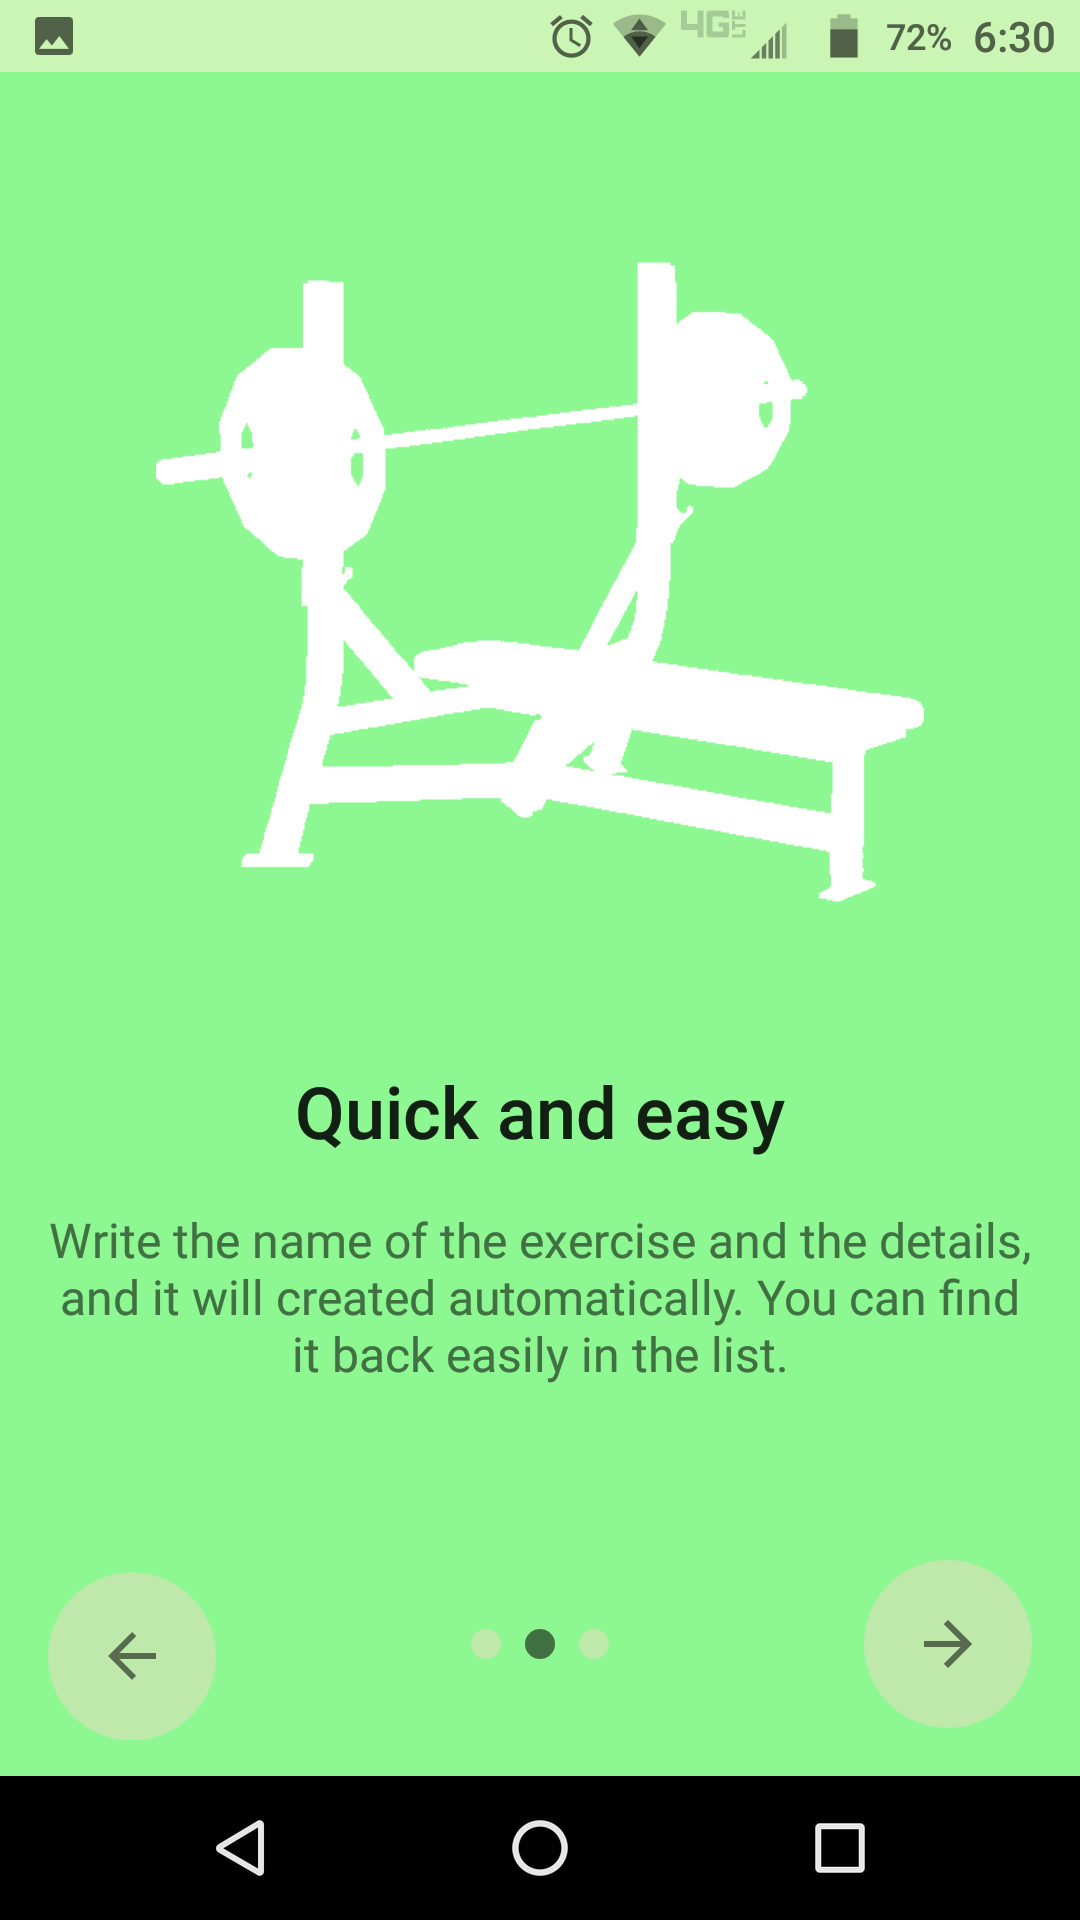 4G LTE 72% 6:30
Quick and easy
Write the name of the exercise and the details,
and it will created automatically. You can find
it back easily in the list.